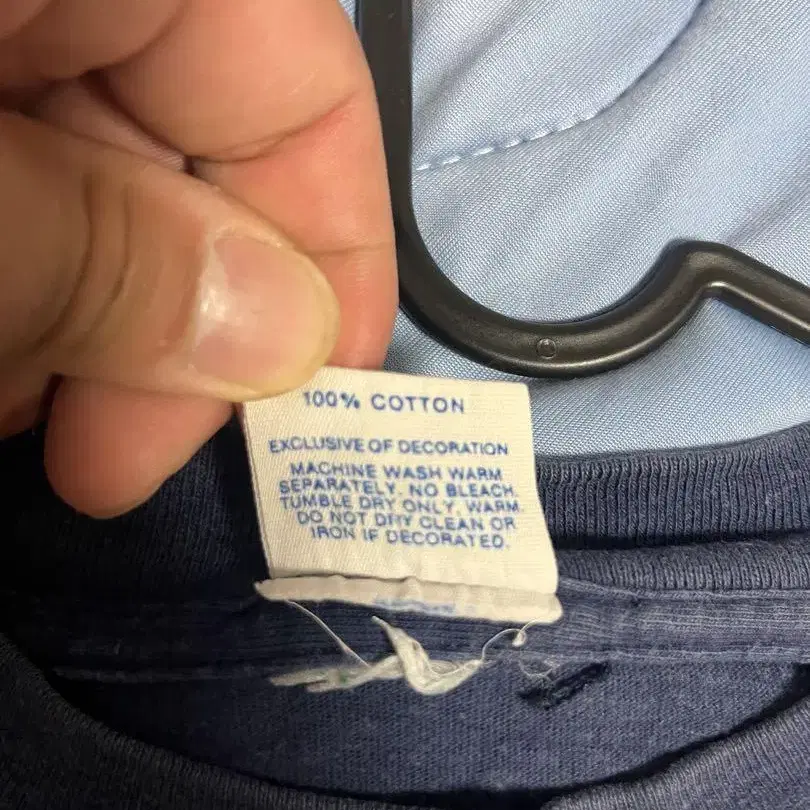 100% COTTON
EXCLUSIVE OF DECORATION
MACHINE WASH WARM
SEPARATELY. NO BLEACH.
TUMBLE DRY ONLY, WARM.
DO NOT DRY CLEAN OR
IRON IF DECORATED.